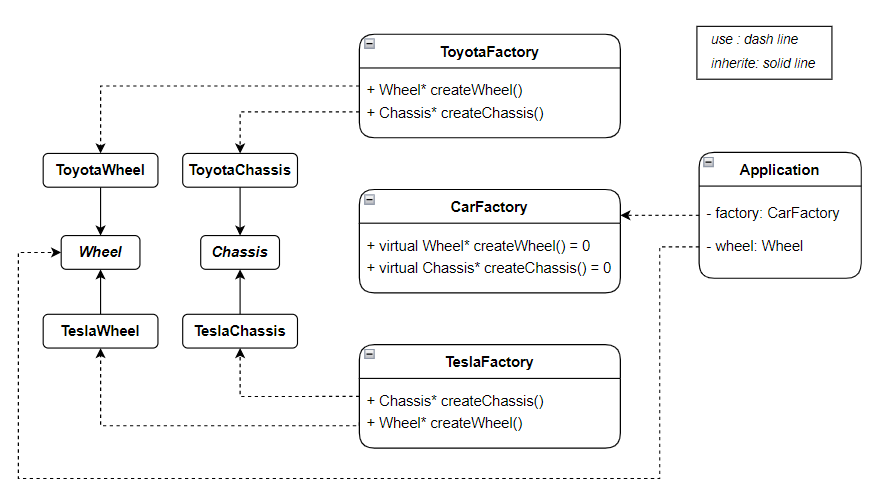 use : dash line
inherite: solid line
ToyotaFactory
+ Wheel* createWheel()
+ Chassis* createChassis()
ToyotaWheel
ToyotaChassis
Application
- factory: CarFactory
- wheel: Wheel
CarFactory
+ virtual Wheel* createWheel() = 0
+ virtual Chassis* createChassis() = 0
Wheel
Chassis
TeslaWheel
TeslaChassis
TeslaFactory
+ Chassis* createChassis()
+ Wheel* createWheel()